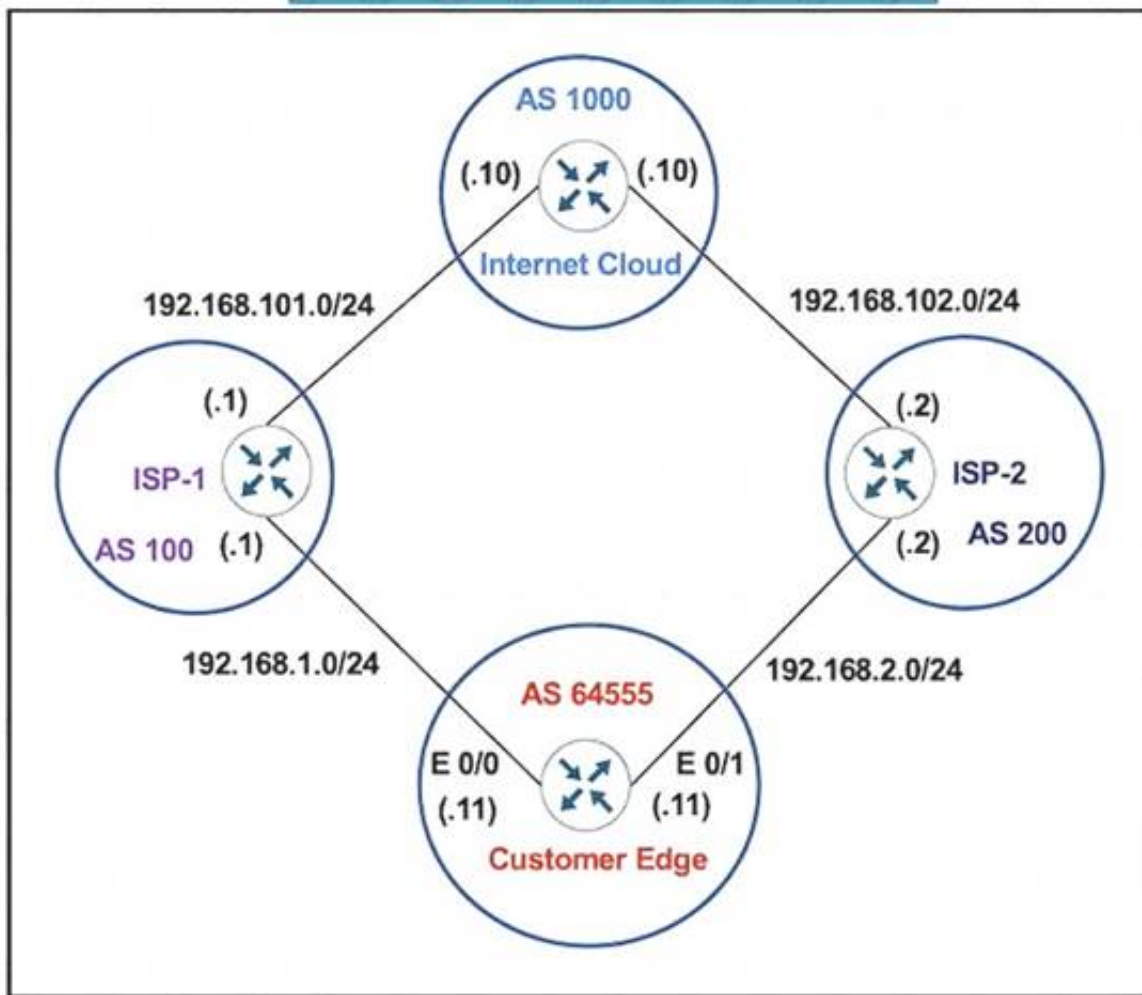 AS 1000
(.10) (.10)
Internet Cloud
192.168.101.0/24 192.168.102.0/24
(.1) (.2)
ISP-1 ISP-2
AS 100 (.1) (.2) AS 200
192.168.1.0/24 192.168.2.0/24
AS 64555
E 0/0 E 0/1
(.11) (.11)
Customer Edge